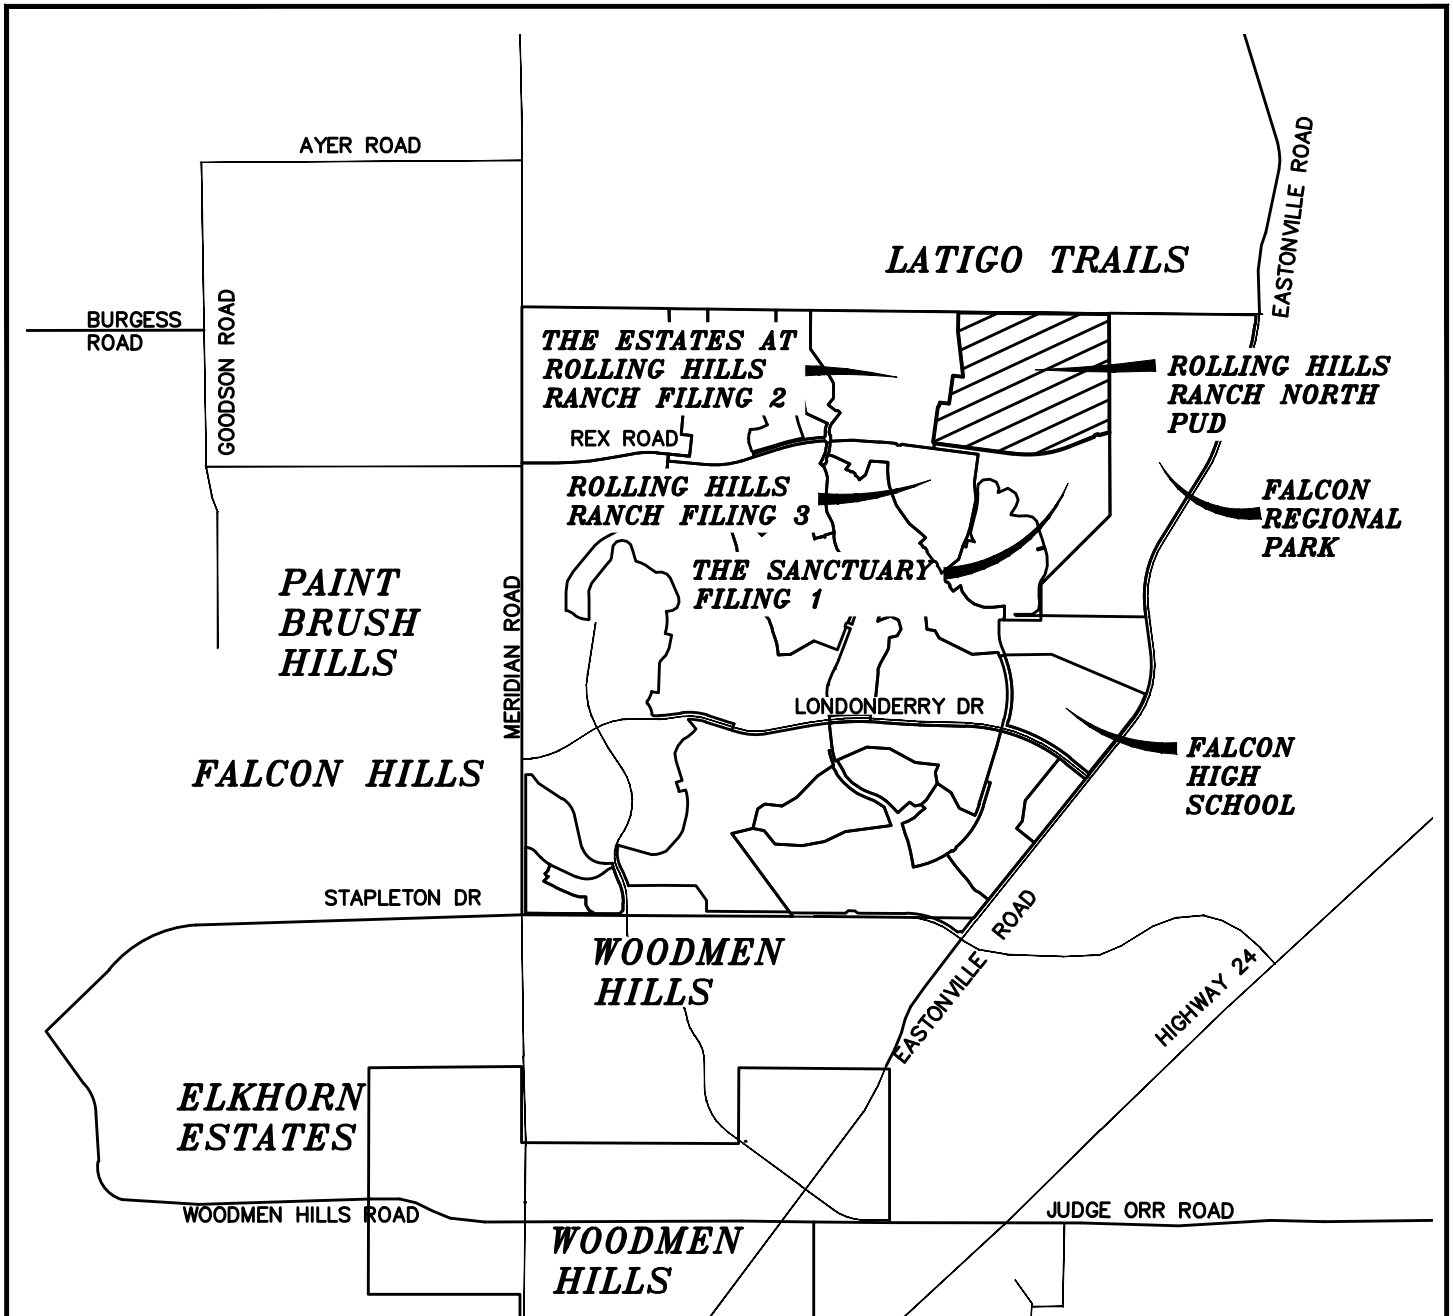 AYER ROAD
EASTONVILLE ROAD
LATIGO TRAILS
BURGESS
ROAD
GOODSON ROAD
THE ESTATES AT
ROLLING HILLS
RANCH FILING 2
ROLLING HILLS
RANCH NORTH
PUD
REX ROAD
ROLLING HILLS
RANCH FILING 3
FALCON
REGIONAL
PARK
THE SANCTUARY
FILING 1
PAINT
BRUSH
HILLS
MERIDIAN ROAD
LONDONDERRY DR
FALCON HILLS
FALCON
HIGH
SCHOOL
STAPLETON DR
WOODMEN
HILLS
EASTONVILLE ROAD
HIGHWAY 24
ELKHORN
ESTATES
WOODMEN HILLS ROAD
JUDGE ORR ROAD
WOODMEN
HILLS